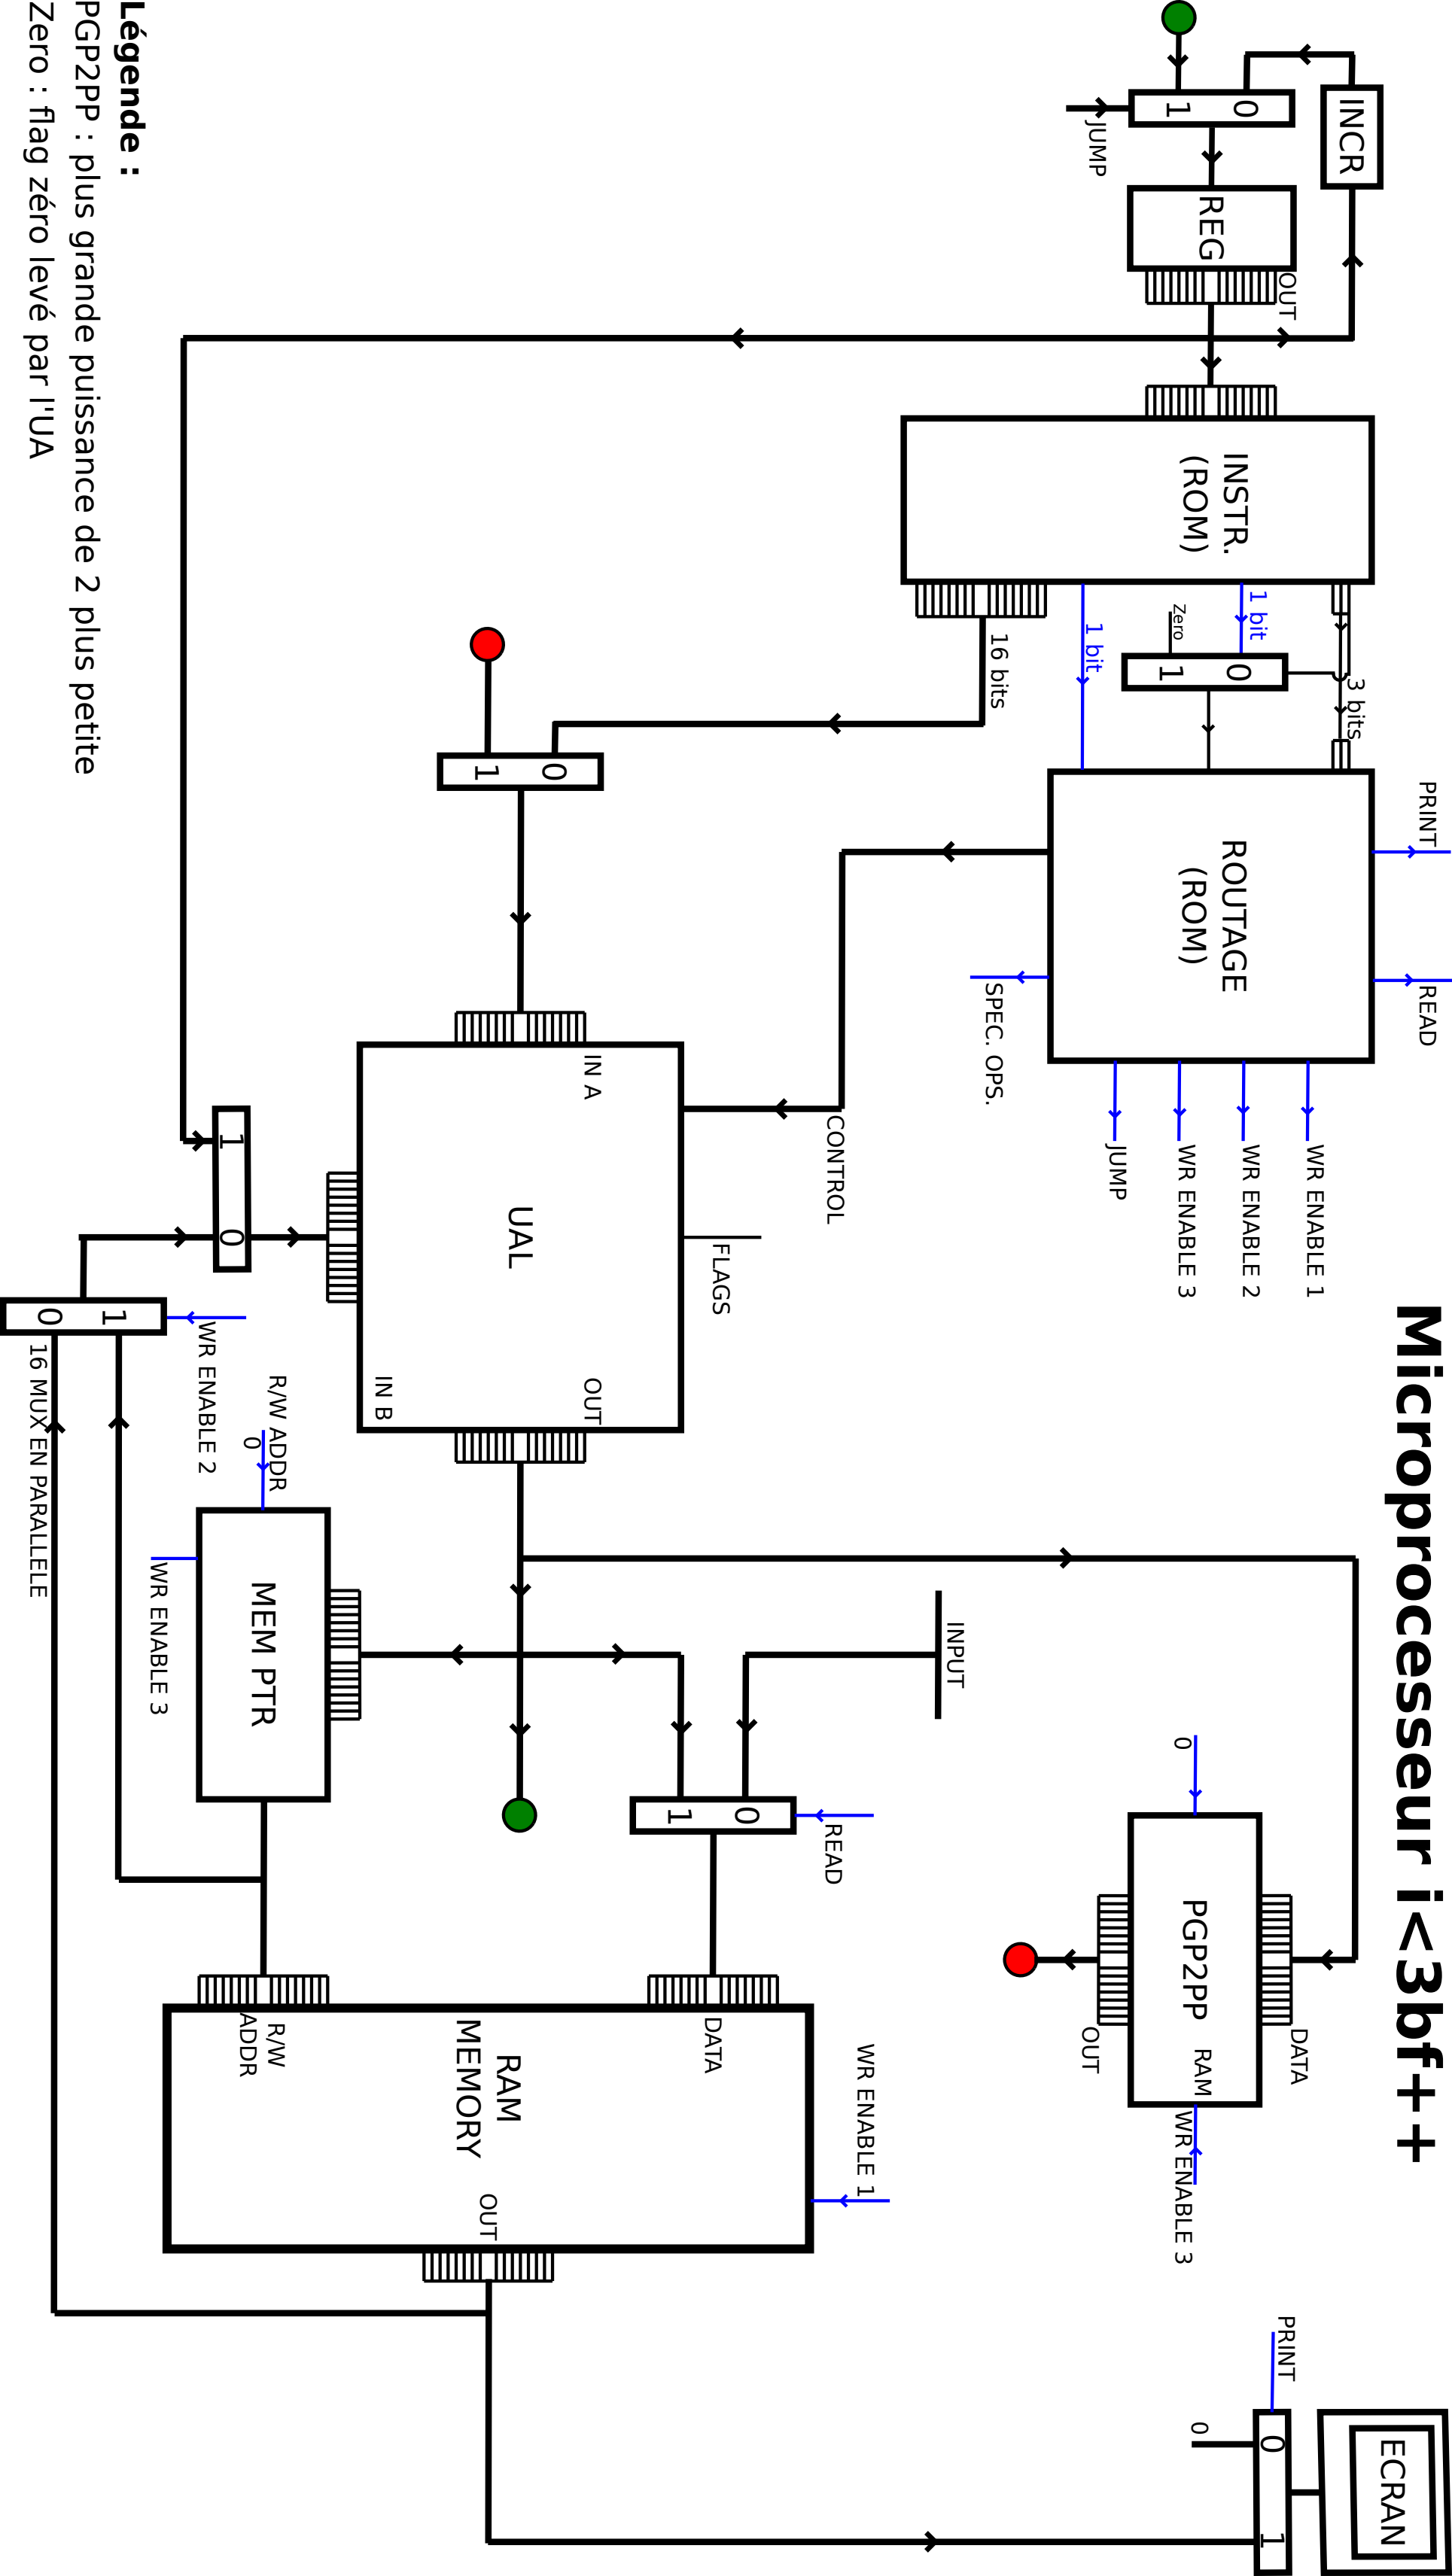 Microprocesseur i<3bf++
INCR
0
1
JUMP
REG
OUT
INSTR.
(ROM)
1 bit
Zero
1 bit
16 bits
0
1
3 bits
PRINT
READ
ROUTAGE
(ROM)
SPEC. OPS.
WR ENABLE 1
WR ENABLE 2
WR ENABLE 3
JUMP
0
1
CONTROL
FLAGS
IN A
UAL
OUT
IN B
1
0
WR ENABLE 2
1
0
16 MUX EN PARALLELE
R/W ADDR
0
MEM PTR
WR ENABLE 3
INPUT
0
1
READ
0
DATA
PGP2PP
RAM
OUT
WR ENABLE 3
DATA
R/W
ADDR
RAM
MEMORY
OUT
WR ENABLE 1
PRINT
0
0
1
ECRAN
Légende :
PGP2PP : plus grande puissance de 2 plus petite
Zero : flag zéro levé par l'UA